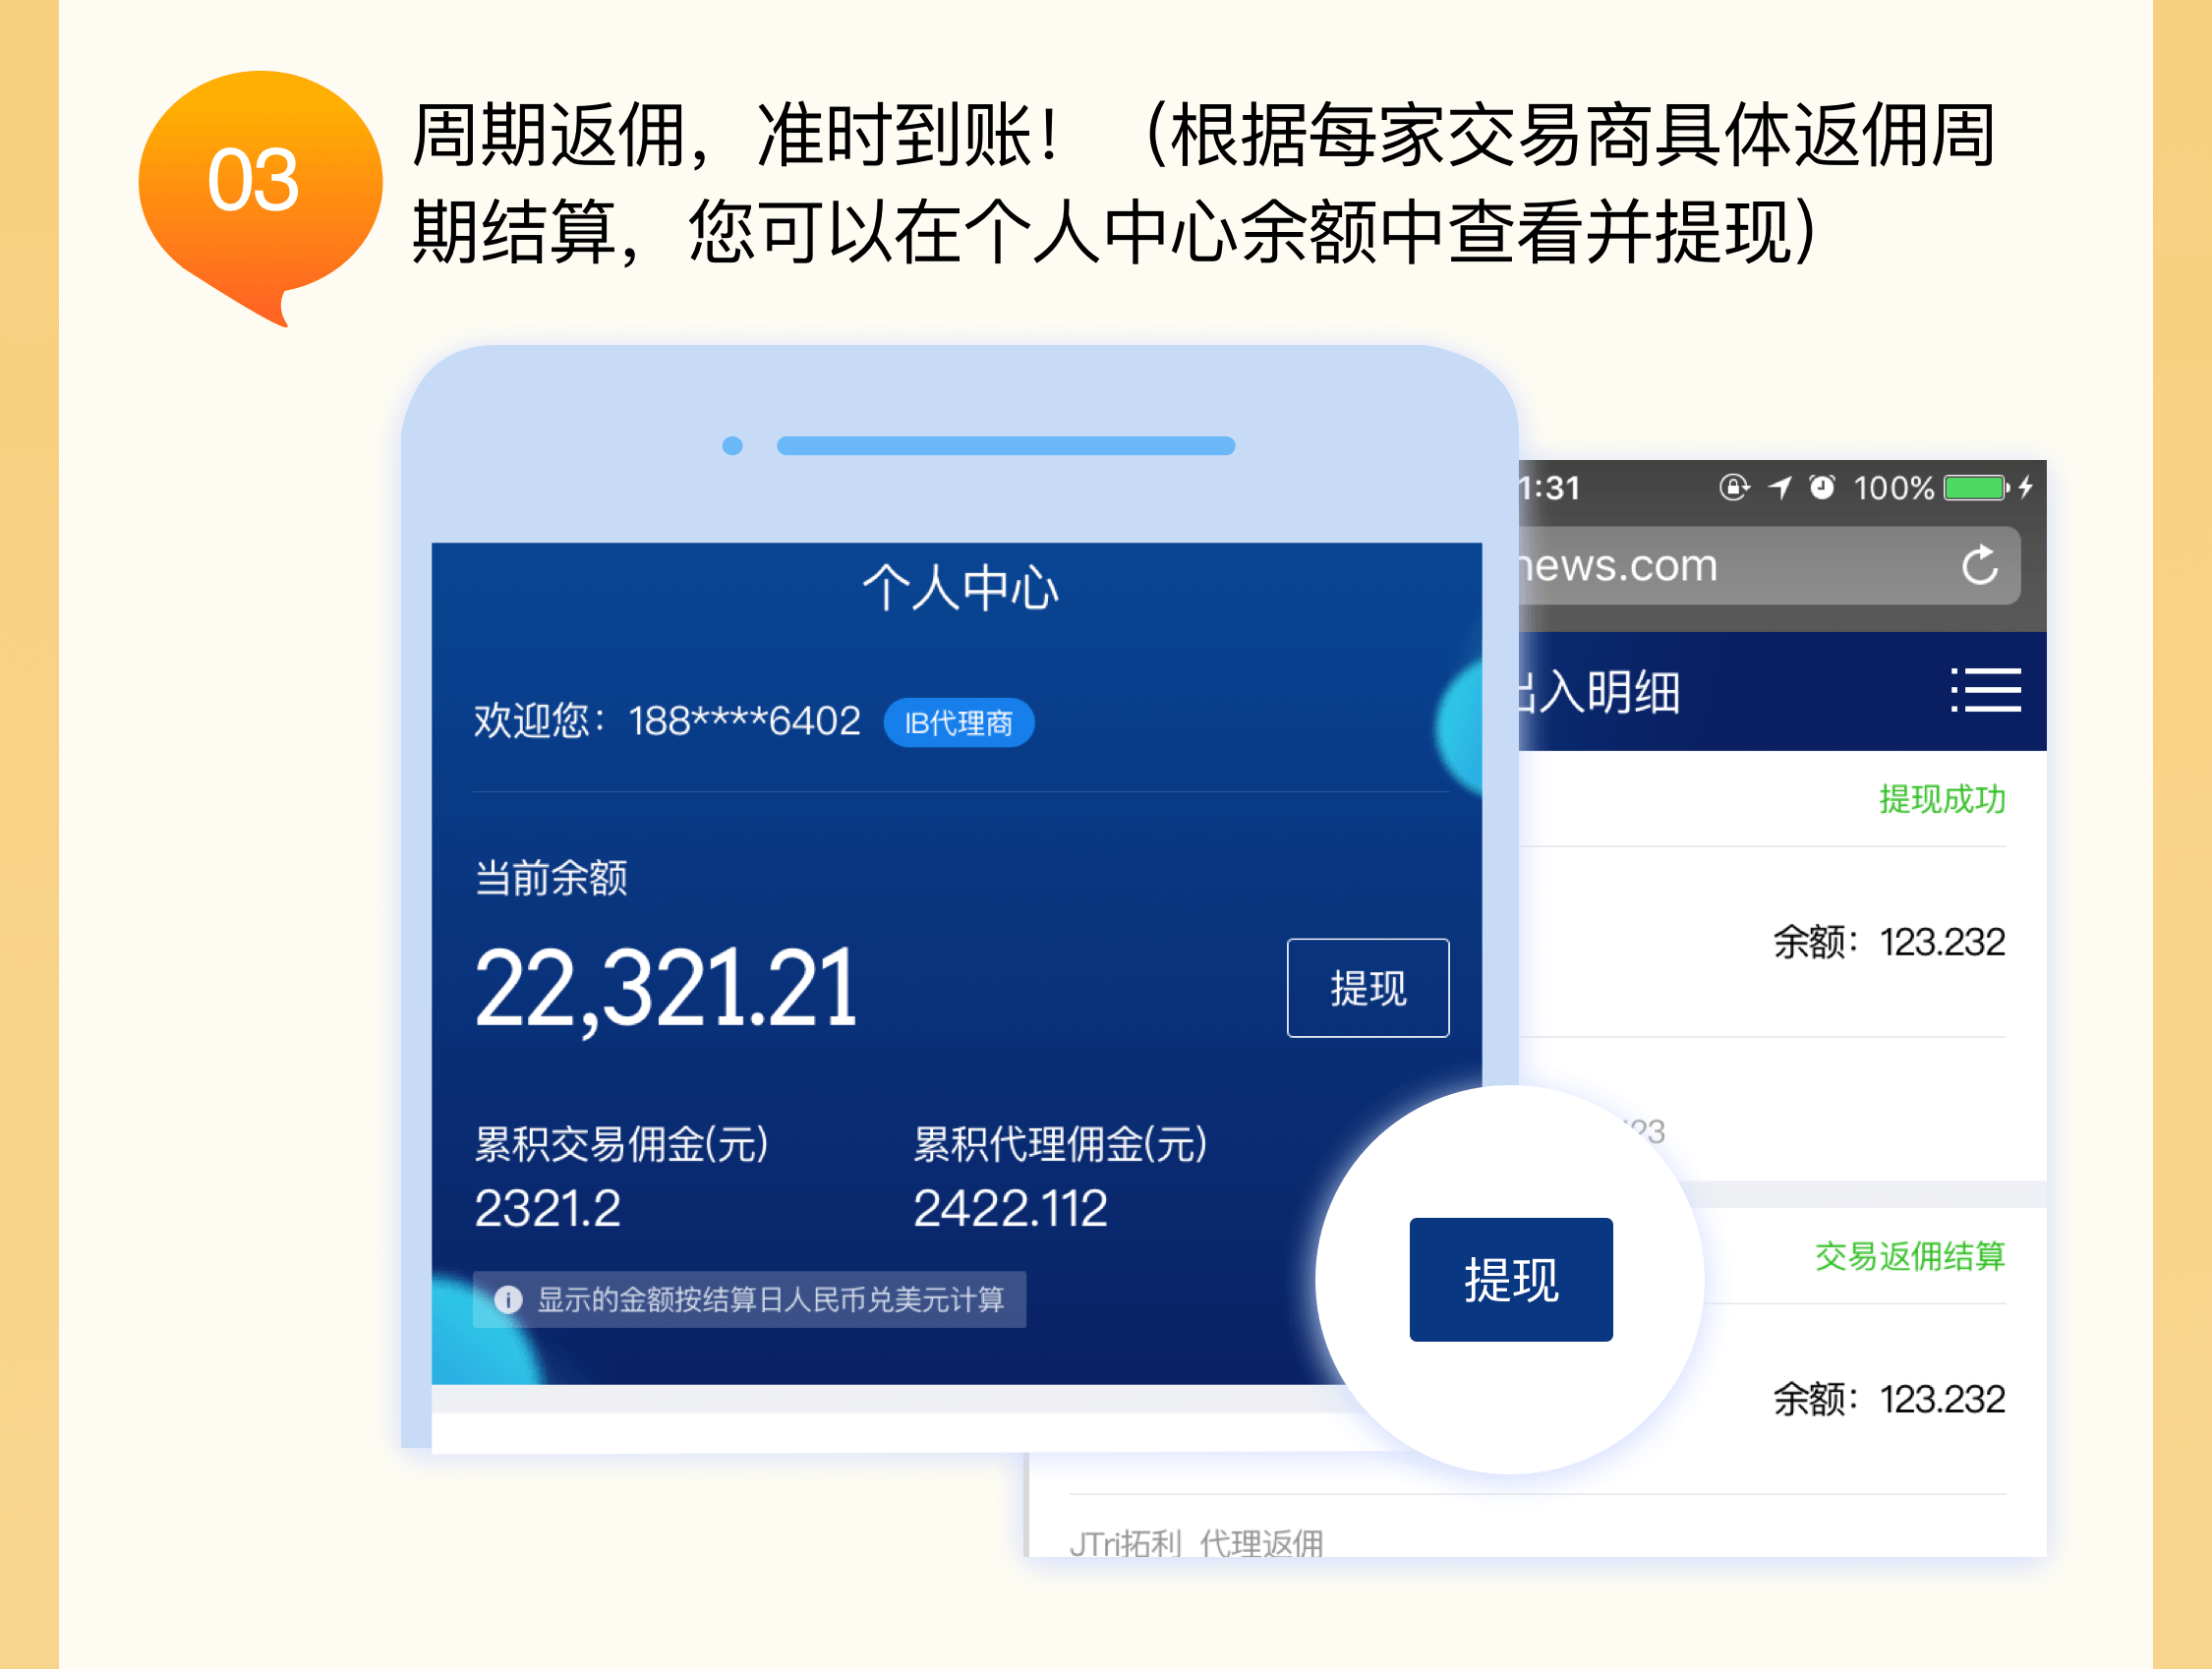 03
周期返佣，准时到账！（根据每家交易商具体返佣周
期结算，您可以在个人中心余额中查看并提现）
个人中心
欢迎您：188****6402 IB代理商
当前余额
22,321.21
提现
累积交易佣金(元) 累积代理佣金(元)
2321.2 2422.112
显示的金额按结算日人民币兑美元计算
提现
1:31 100%
news.com
出入明细
提现成功
余额：123.232
23
交易返佣结算
余额：123.232
JTri拓利 代理返佣